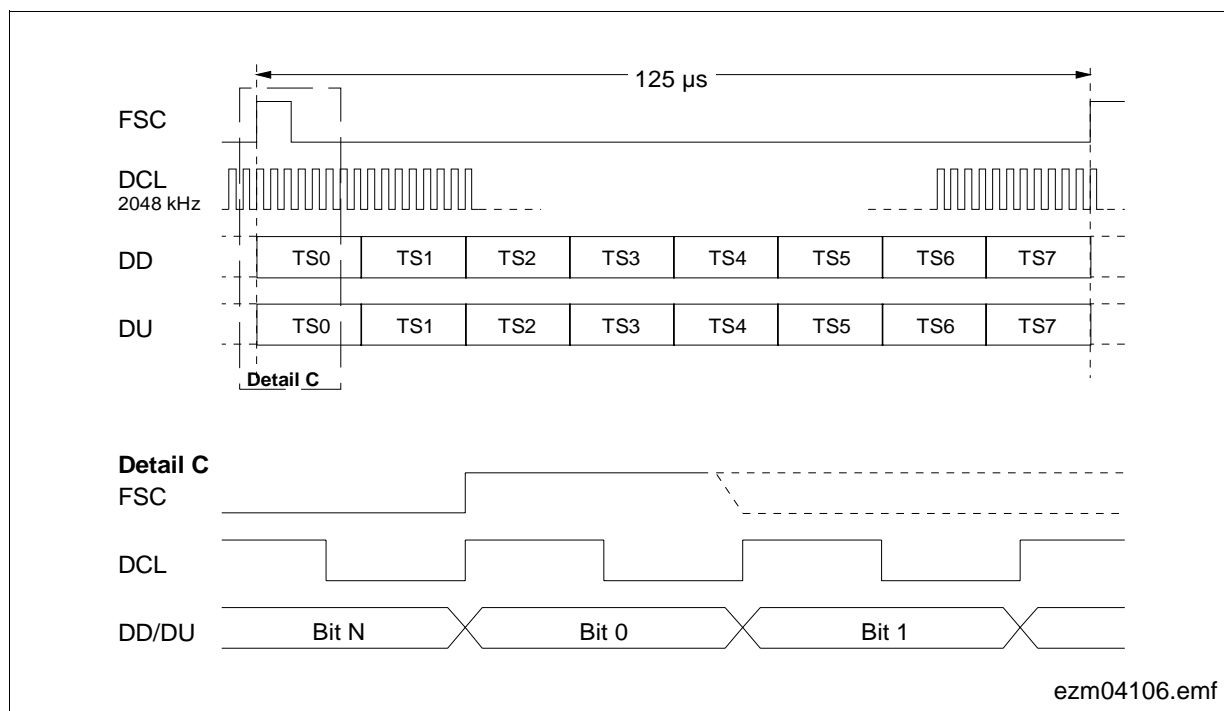 125 µs
FSC
DCL
2048 kHz
DD TS0 TS1 TS2 TS3 TS4 TS5 TS6 TS7
DU TS0 TS1 TS2 TS3 TS4 TS5 TS6 TS7
Detail C
Detail C
FSC
DCL
DD/DU Bit N Bit 0 Bit 1
ezm04106.emf